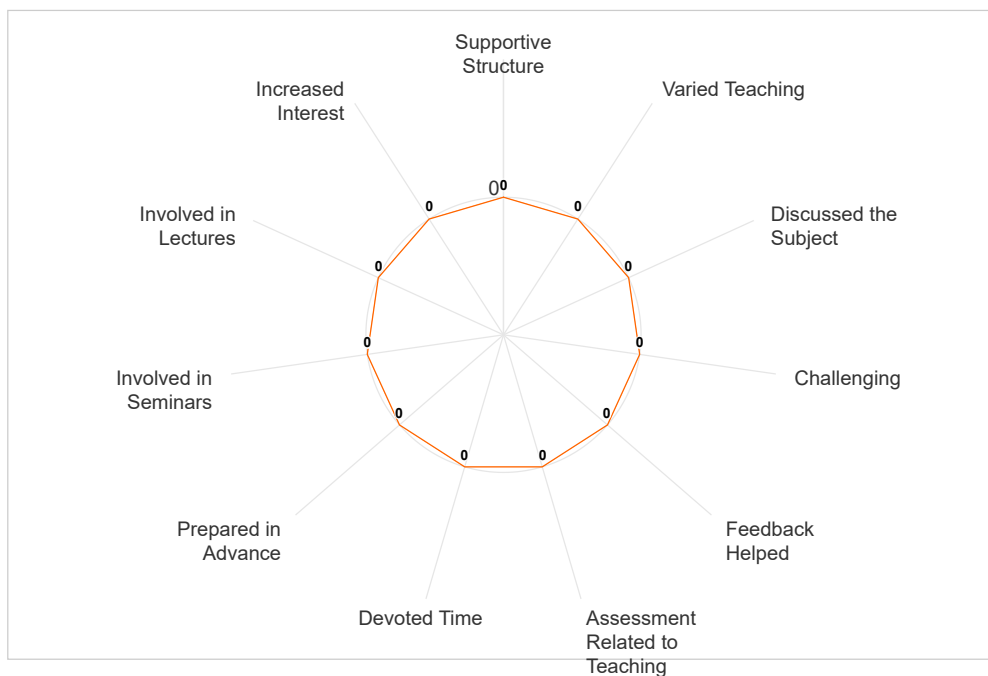 Supportive
Structure
Increased
Interest
Varied Teaching
0
0
0
0
Involved in
Lectures
Discussed the
Subject
0
0
Involved in
Seminars
0
0
Challenging
0
0
Prepared in
Advance
0
0
Feedback
Helped
Devoted Time
Assessment
Related to
Teaching